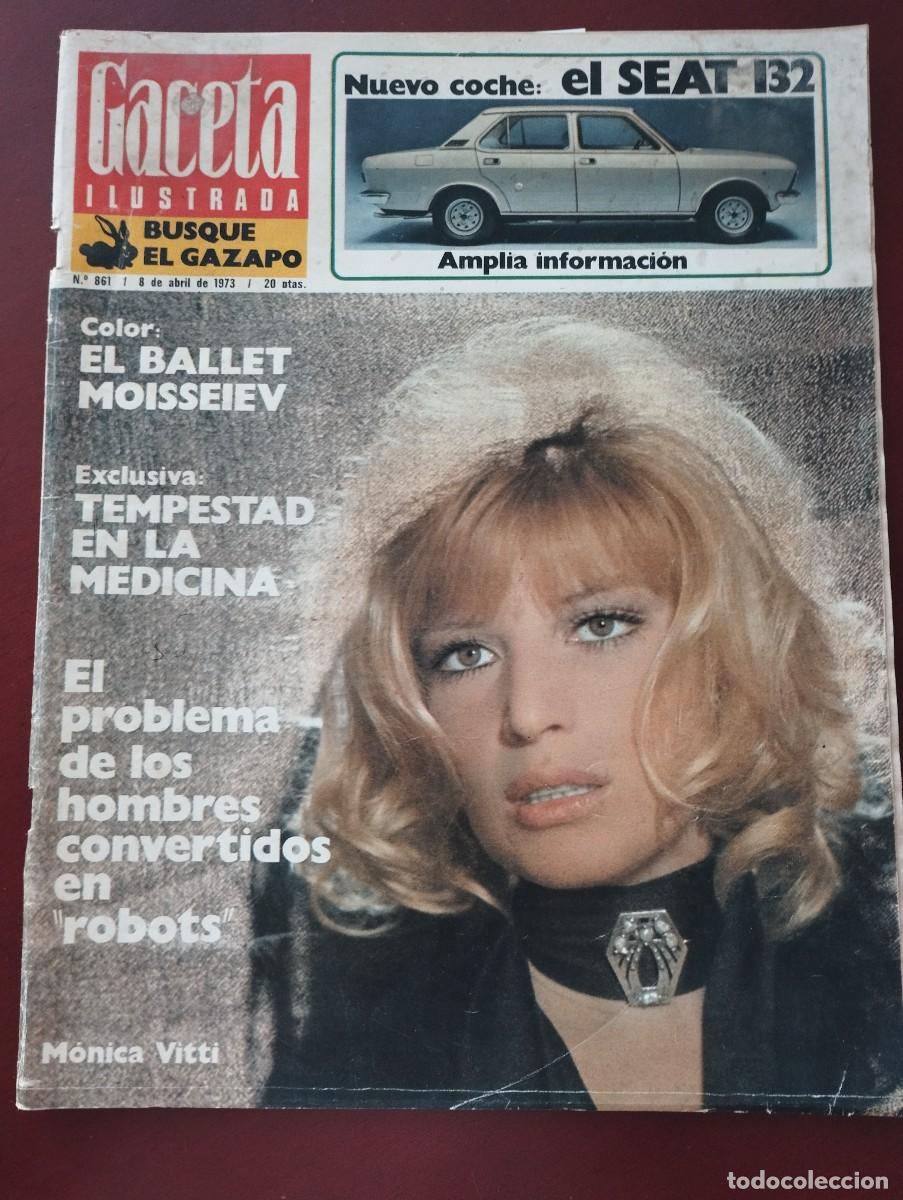 Gaceta
ILUSTRADA
BUSQUE
EL GAZAPO
Nº 861 / 8 de abril de 1973 / 20 ptas.
Nuevo coche: el SEAT 132
Amplia información
Color:
EL BALLET
MOISSEIEV
Exclusiva:
TEMPESTAD
EN LA
MEDICINA
El
problema
de los
hombres
convertidos
en
"robots"
Mónica Vitti
todocoleccion